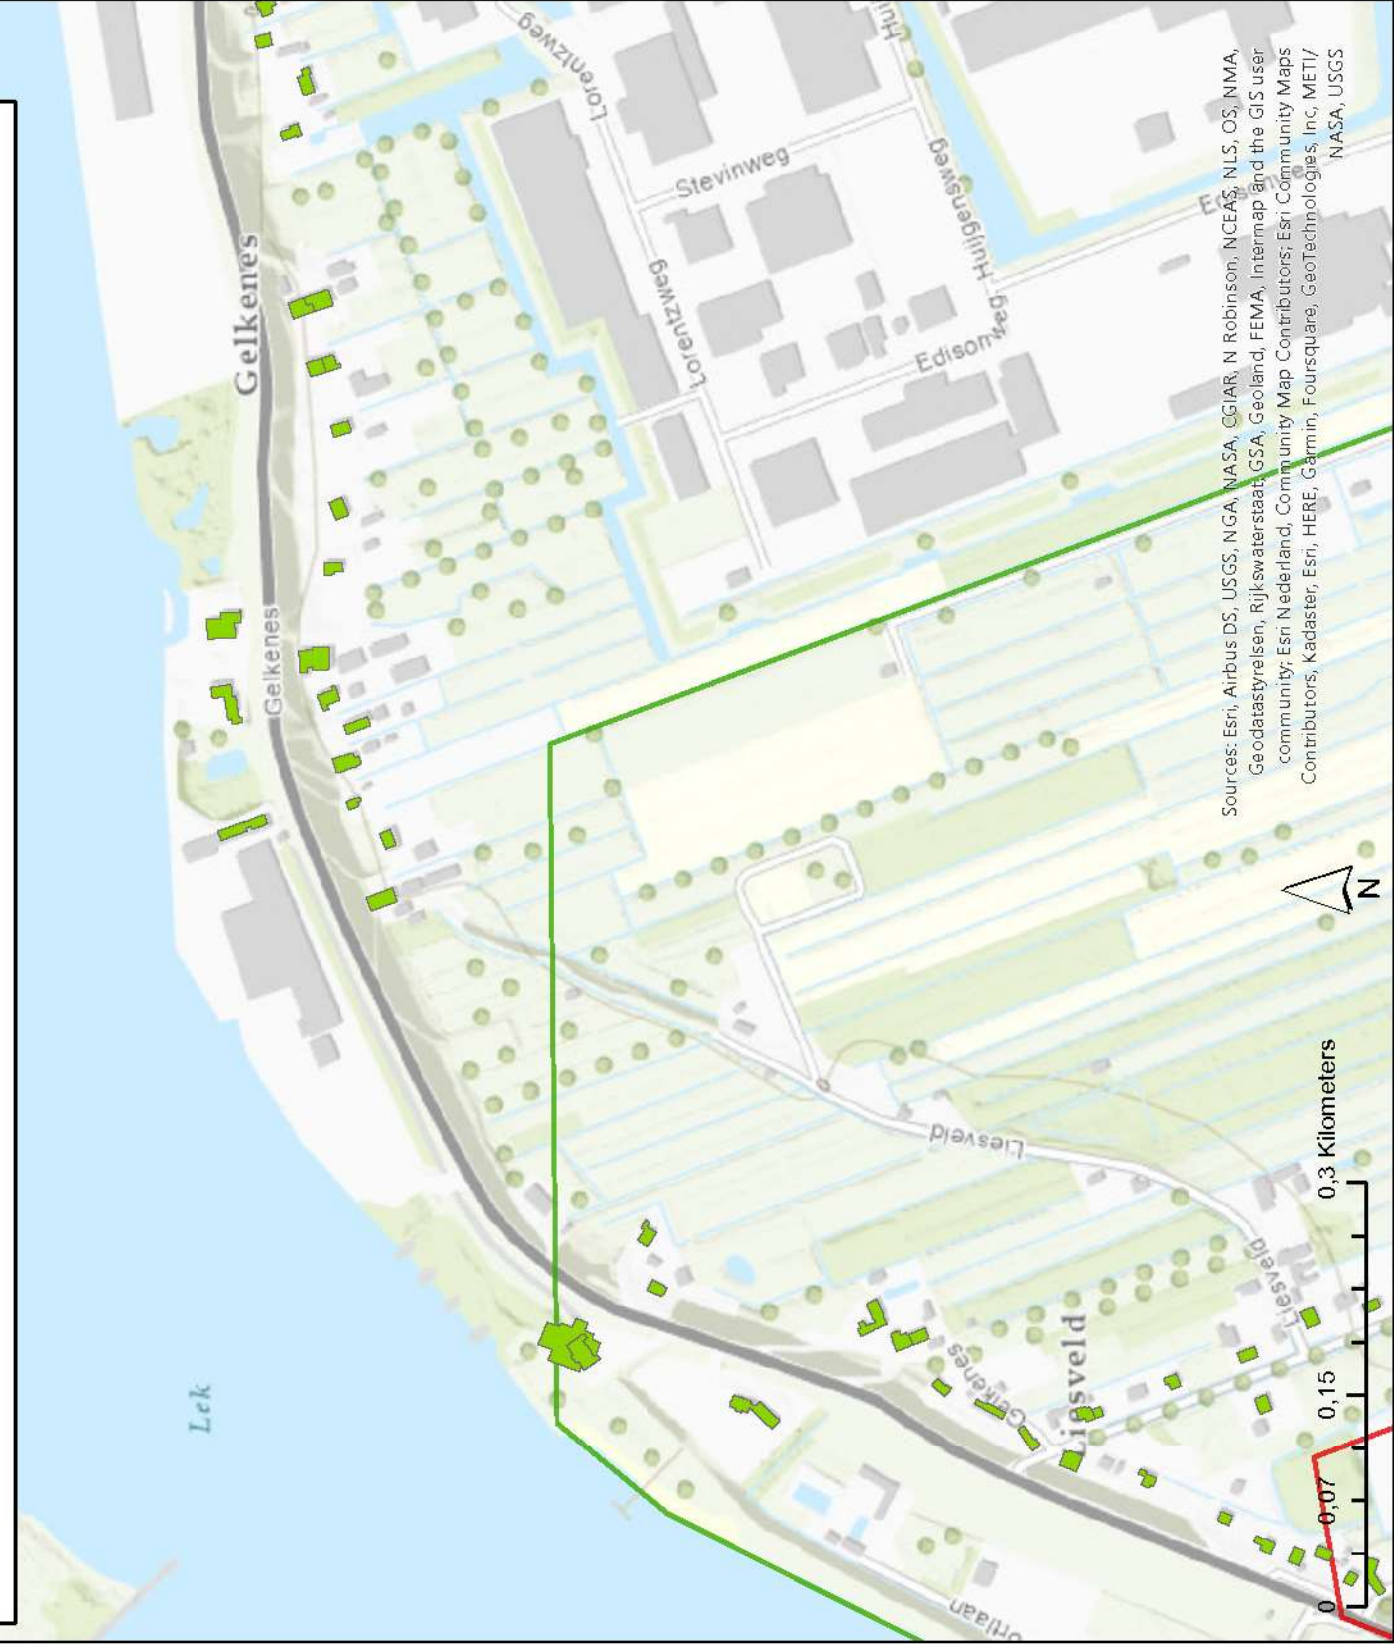 Gelkenes
Gelkenes
Lorentzweg
Stevinweg
Lorentzweg
Huijgensweg
Edisonweg
Lek
Liesveld
Gelkenes
Liesveld
Liesveld
ortlaan
Sources: Esri, Airbus DS, USGS, NGA, NASA, CGIAR, N Robinson, NCEAS, NLS, OS, NMA,
Geodatastyrelsen, Rijkswaterstaat, GSA, Geoland, FEMA, Intermap and the GIS user
community; Esri Nederland, Community Map Contributors; Esri Community Maps
Contributors, Kadaster, Esri, HERE, Garmin, Foursquare, GeoTechnologies, Inc, METI/
NASA, USGS
N
0 0,07 0,15 0,3 Kilometers